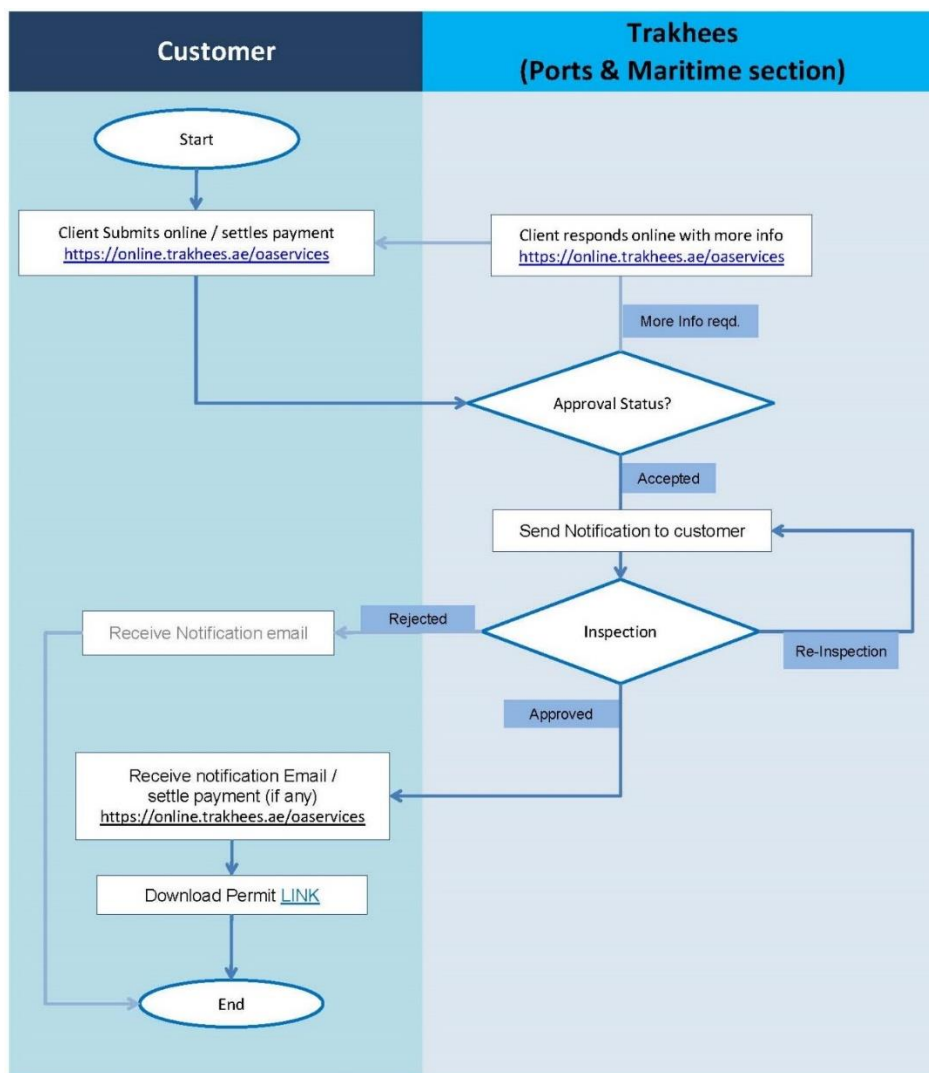 Customer
Trakhees
(Ports & Maritime section)
Start
Client Submits online / settles payment
https://online.trakhees.ae/oaservices
Client responds online with more info
https://online.trakhees.ae/oaservices
More Info reqd.
Approval Status?
Accepted
Send Notification to customer
Receive Notification email
Rejected
Inspection
Re-Inspection
Approved
Receive notification Email /
settle payment (if any)
https://online.trakhees.ae/oaservices
Download Permit LINK
End